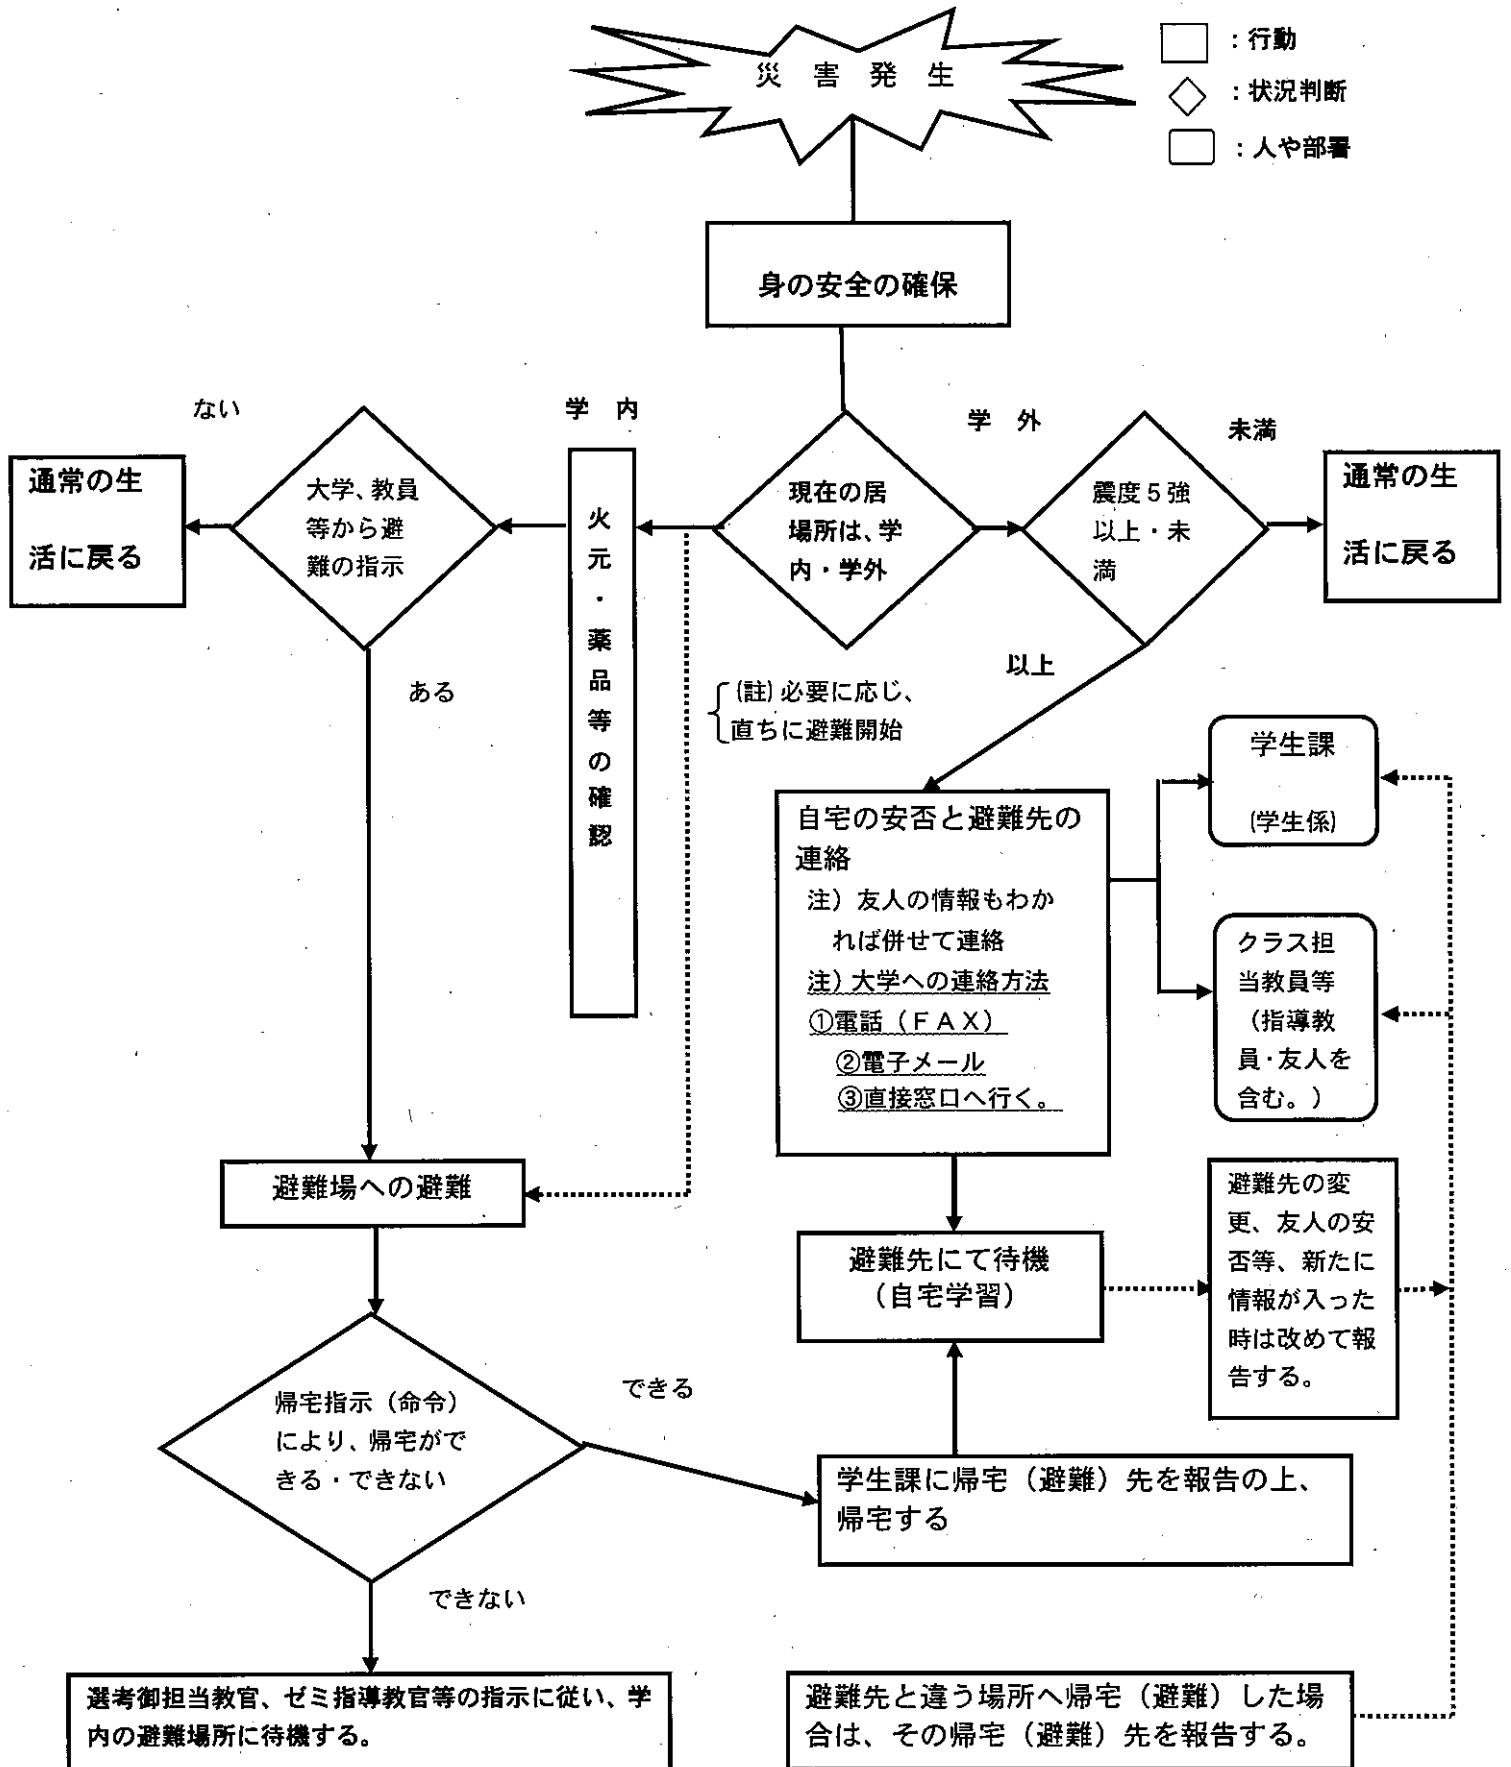 災 害 発 生
：行動
：状況判断
：人や部署
身の安全の確保
ない
学 内
学 外
未満
通常の生
活に戻る
大学、教員
等から避
難の指示
火
元
・
薬
品
等
の
確
認
現在の居
場所は、学
内・学外
震度５強
以上・未
満
通常の生
活に戻る
ある
(註) 必要に応じ、
直ちに避難開始
以上
学生課
(学生係)
自宅の安否と避難先の
連絡
注）友人の情報もわか
れば併せて連絡
注）大学への連絡方法
①電話（ＦＡＸ）
②電子メール
③直接窓口へ行く。
クラス担
当教員等
（指導教
員・友人を
含む。）
避難場への避難
避難先にて待機
（自宅学習）
避難先の変
更、友人の安
否等、新たに
情報が入った
時は改めて報
告する。
帰宅指示（命令）
により、帰宅がで
きる・できない
できる
学生課に帰宅（避難）先を報告の上、
帰宅する
できない
選考御担当教官、ゼミ指導教官等の指示に従い、学
内の避難場所に待機する。
避難先と違う場所へ帰宅（避難）した場
合は、その帰宅（避難）先を報告する。